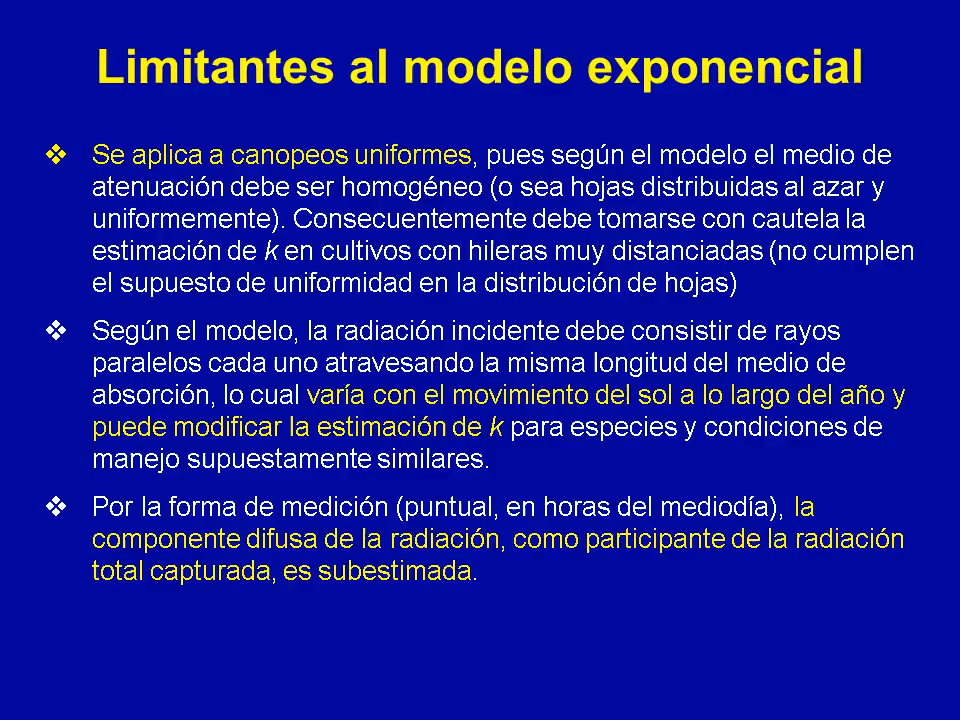 Limitantes al modelo exponencial
❖ Se aplica a canopeos uniformes, pues según el modelo el medio de
atenuación debe ser homogéneo (o sea hojas distribuidas al azar y
uniformemente). Consecuentemente debe tomarse con cautela la
estimación de k en cultivos con hileras muy distanciadas (no cumplen
el supuesto de uniformidad en la distribución de hojas)
❖ Según el modelo, la radiación incidente debe consistir de rayos
paralelos cada uno atravesando la misma longitud del medio de
absorción, lo cual varía con el movimiento del sol a lo largo del año y
puede modificar la estimación de k para especies y condiciones de
manejo supuestamente similares.
❖ Por la forma de medición (puntual, en horas del mediodía), la
componente difusa de la radiación, como participante de la radiación
total capturada, es subestimada.